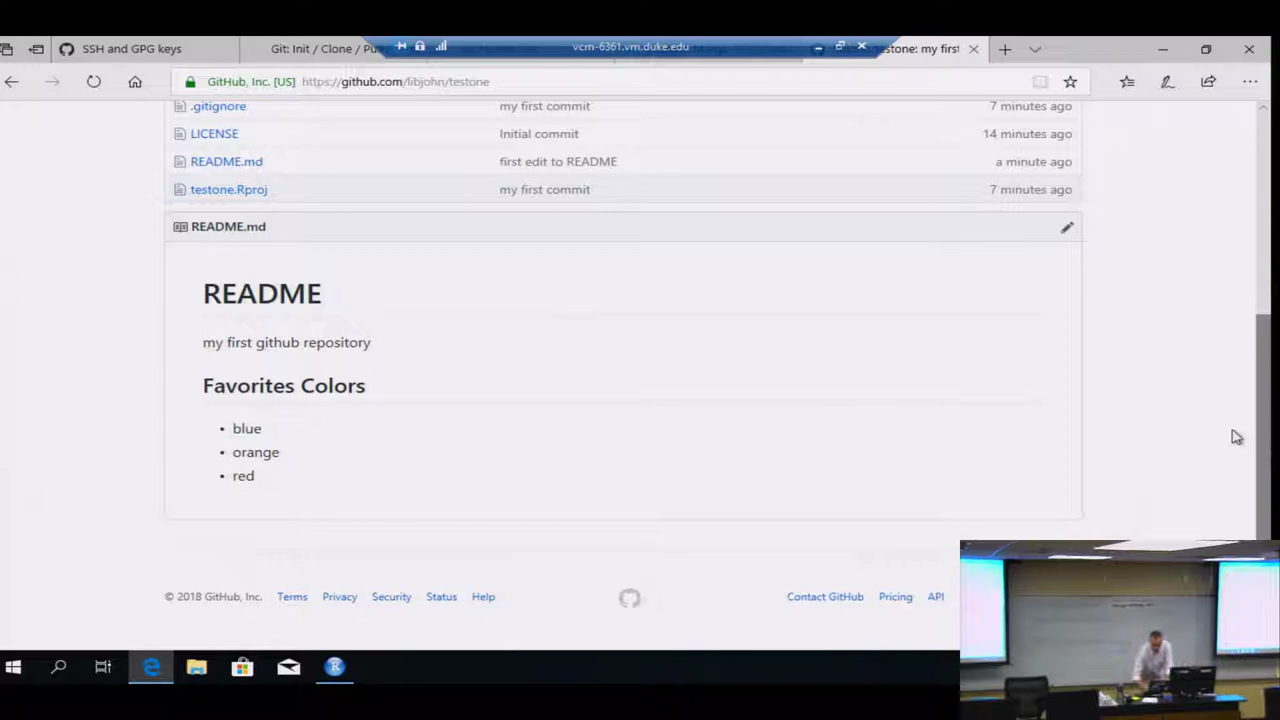 SSH and GPG keys
Git: Init / Clone / Pu
vcm-6361.vm.duke.edu
testone: my first
GitHub, Inc. [US] https://github.com/libjohn/testone
.gitignore my first commit 7 minutes ago
LICENSE Initial commit 14 minutes ago
README.md first edit to README a minute ago
testone.Rproj my first commit 7 minutes ago
README.md
README
my first github repository
Favorites Colors
• blue
• orange
• red
© 2018 GitHub, Inc. Terms Privacy Security Status Help Contact GitHub Pricing API
R